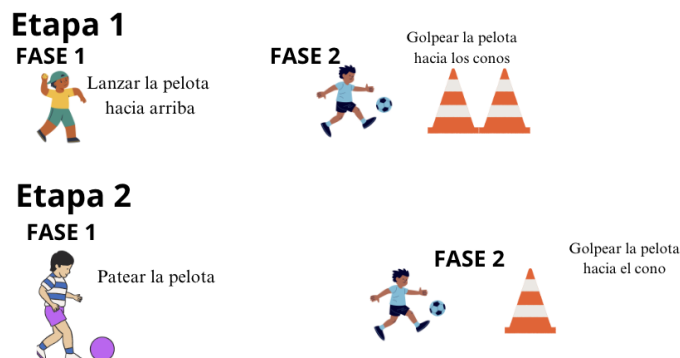 Etapa 1
FASE 1
Lanzar la pelota
hacia arriba
FASE 2
Golpear la pelota
hacia los conos
Etapa 2
FASE 1
Patear la pelota
FASE 2
Golpear la pelota
hacia el cono